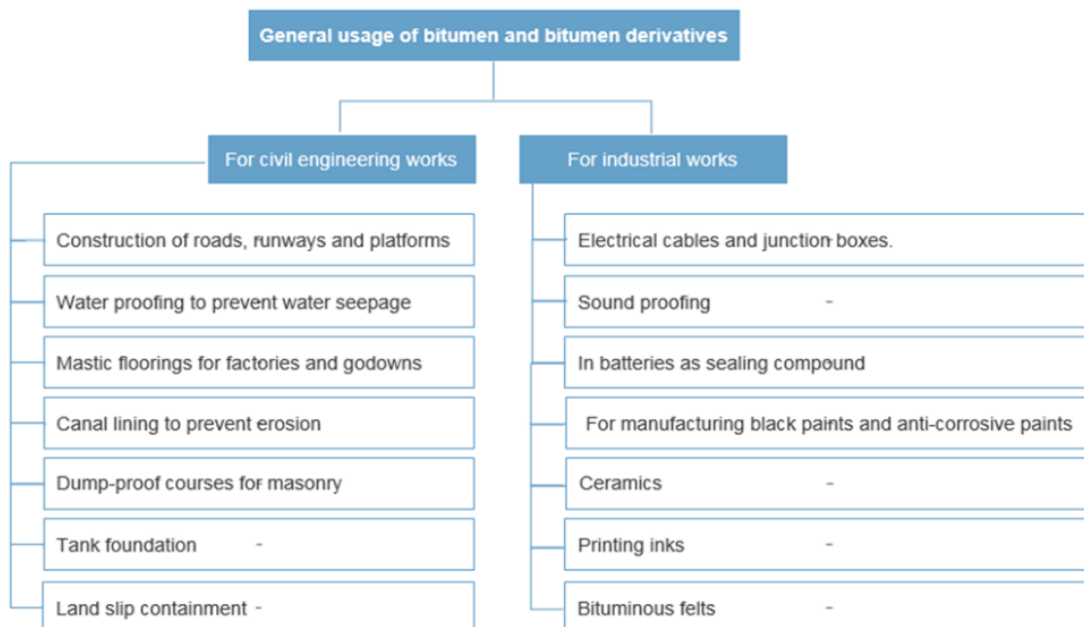 General usage of bitumen and bitumen derivatives
For civil engineering works
Construction of roads, runways and platforms
Water proofing to prevent water seepage
Mastic floorings for factories and godowns
Canal lining to prevent erosion
Dump-proof courses for masonry
Tank foundation -
Land slip containment -
For industrial works
Electrical cables and junction boxes.
Sound proofing -
In batteries as sealing compound
For manufacturing black paints and anti-corrosive paints
Ceramics -
Printing inks -
Bituminous felts -